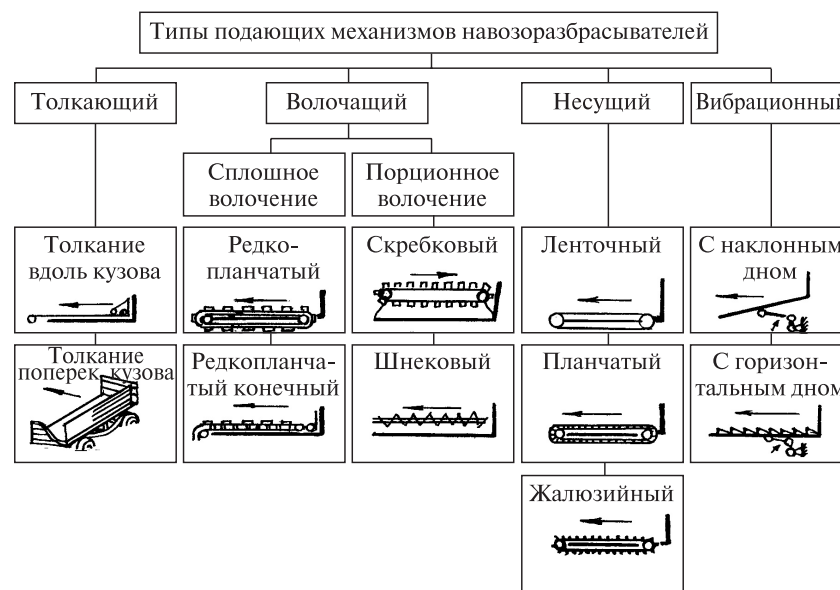 Типы подающих механизмов навозоразбрасывателей
Толкающий
Волочащий
Несущий
Вибрационный
Сплошное
волочение
Порционное
волочение
Толкание
вдоль кузова
Редко-
планчатый
Скребковый
Ленточный
С наклонным
дном
Толкание
поперек кузова
Редкопланча-
тый конечный
Шнековый
Планчатый
С горизон-
тальным дном
Жалюзийный